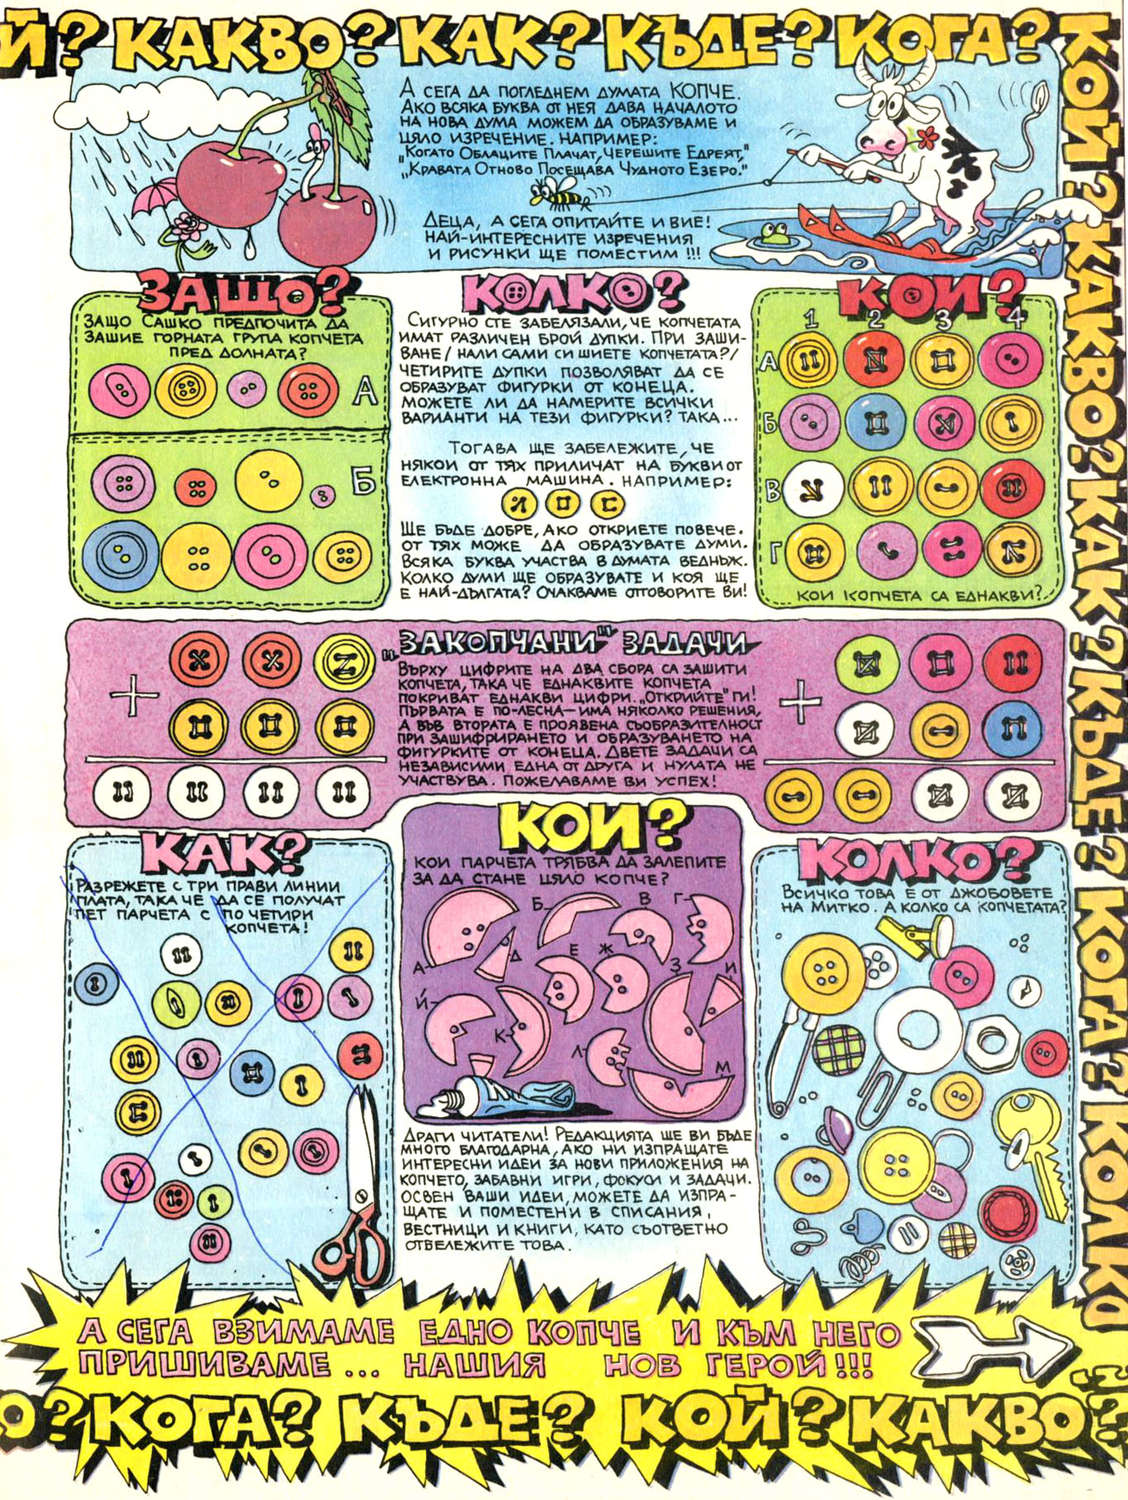 Й? КАКВО? КАК? КЪДЕ? КОГА?
КОЙ? КАКВО? КАК? КЪДЕ? КОГА? КОЛКО
А СЕГА ДА ПОГЛЕДНЕМ ДУМАТА КОПЧЕ.
АКО ВСЯКА БУКВА ОТ НЕЯ ДАВА НАЧАЛОТО
НА НОВА ДУМА МОЖЕМ ДА ОБРАЗУВАМЕ И
ЦЯЛО ИЗРЕЧЕНИЕ. НАПРИМЕР:
„Когато Облаците Плачат, Черешите Едреят,"
„Кравата Отново Посещава Чудното Езеро."
ДЕЦА, А СЕГА ОПИТАЙТЕ И ВИЕ!
НАЙ-ИНТЕРЕСНИТЕ ИЗРЕЧЕНИЯ
И РИСУНКИ ЩЕ ПОМЕСТИМ !!!
ЗАЩО?
ЗАЩО САШКО ПРЕДПОЧИТА ДА
ЗАШИЕ ГОРНАТА ГРУПА КОПЧЕТА
ПРЕД ДОЛНАТА?
А
Б
КОЛКО?
СИГУРНО СТЕ ЗАБЕЛЯЗАЛИ, ЧЕ КОПЧЕТАТА
ИМАТ РАЗЛИЧЕН БРОЙ ДУПКИ. ПРИ ЗАШИ-
ВАНЕ / НАЛИ САМИ СИ ШИЕТЕ КОПЧЕТАТА?/
ЧЕТИРИТЕ ДУПКИ ПОЗВОЛЯВАТ ДА СЕ
ОБРАЗУВАТ ФИГУРКИ ОТ КОНЕЦА.
МОЖЕТЕ ЛИ ДА НАМЕРИТЕ ВСИЧКИ
ВАРИАНТИ НА ТЕЗИ ФИГУРКИ? ТАКА...
ТОГАВА ЩЕ ЗАБЕЛЕЖИТЕ, ЧЕ
НЯКОИ ОТ ТЯХ ПРИЛИЧАТ НА БУКВИ ОТ
ЕЛЕКТРОННА МАШИНА. НАПРИМЕР:
Л О С
ЩЕ БЪДЕ ДОБРЕ, АКО ОТКРИЕТЕ ПОВЕЧЕ.
ОТ ТЯХ МОЖЕ ДА ОБРАЗУВАТЕ ДУМИ.
ВСЯКА БУКВА УЧАСТВА В ДУМАТА ВЕДНЪЖ.
КОЛКО ДУМИ ЩЕ ОБРАЗУВАТЕ И КОЯ ЩЕ
Е НАЙ-ДЪЛГАТА? ОЧАКВАМЕ ОТГОВОРИТЕ ВИ!
КОИ?
1 2 3 4
А
Б
В
Г
КОИ КОПЧЕТА СА ЕДНАКВИ?
„ЗАКОПЧАНИ" ЗАДАЧИ
ВЪРХУ ЦИФРИТЕ НА ДВА СБОРА СА ЗАШИТИ
КОПЧЕТА, ТАКА ЧЕ ЕДНАКВИТЕ КОПЧЕТА
ПОКРИВАТ ЕДНАКВИ ЦИФРИ. „ОТКРИЙТЕ" ГИ!
ПЪРВАТА Е ПО-ЛЕСНА — ИМА НЯКОЛКО РЕШЕНИЯ,
А ВЪВ ВТОРАТА Е ПРОЯВЕНА СЪОБРАЗИТЕЛНОСТ
ПРИ ЗАШИФРИРАНЕТО И ОБРАЗУВАНЕТО НА
ФИГУРКИТЕ ОТ КОНЕЦА. ДВЕТЕ ЗАДАЧИ СА
НЕЗАВИСИМИ ЕДНА ОТ ДРУГА И НУЛАТА НЕ
УЧАСТВУВА. ПОЖЕЛАВАМЕ ВИ УСПЕХ!
+
+
КАК?
РАЗРЕЖЕТЕ С ТРИ ПРАВИ ЛИНИИ
ПЛАТА, ТАКА ЧЕ ДА СЕ ПОЛУЧАТ
ПЕТ ПАРЧЕТА С ПО ЧЕТИРИ
КОПЧЕТА!
КОИ?
КОИ ПАРЧЕТА ТРЯБВА ДА ЗАЛЕПИТЕ
ЗА ДА СТАНЕ ЦЯЛО КОПЧЕ?
А Б В Г
Д Е Ж З И
Й К Л М
ДРАГИ ЧИТАТЕЛИ! РЕДАКЦИЯТА ЩЕ ВИ БЪДЕ
МНОГО БЛАГОДАРНА, АКО НИ ИЗПРАЩАТЕ
ИНТЕРЕСНИ ИДЕИ ЗА НОВИ ПРИЛОЖЕНИЯ НА
КОПЧЕТО, ЗАБАВНИ ИГРИ, ФОКУСИ И ЗАДАЧИ.
ОСВЕН ВАШИ ИДЕИ, МОЖЕТЕ ДА ИЗПРА-
ЩАТЕ И ПОМЕСТЕНИ В СПИСАНИЯ,
ВЕСТНИЦИ И КНИГИ, КАТО СЪОТВЕТНО
ОТБЕЛЕЖИТЕ ТОВА.
КОЛКО?
ВСИЧКО ТОВА Е ОТ ДЖОБОВЕТЕ
НА МИТКО. А КОЛКО СА КОПЧЕТАТА?
А СЕГА ВЗИМАМЕ ЕДНО КОПЧЕ И КЪМ НЕГО
ПРИШИВАМЕ ... НАШИЯ НОВ ГЕРОЙ !!!
О? КОГА? КЪДЕ? КОЙ? КАКВО?